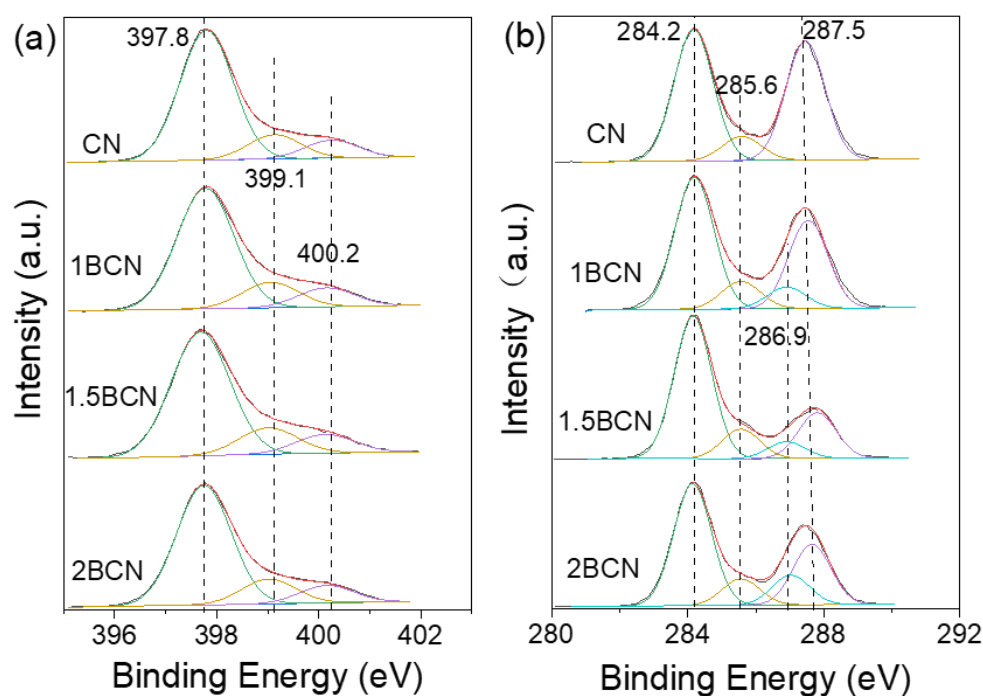 (a)
397.8
CN
399.1
1BCN
400.2
1.5BCN
2BCN
Intensity (a.u.)
396 398 400 402
Binding Energy (eV)
(b)
284.2
287.5
285.6
CN
1BCN
286.9
1.5BCN
2BCN
Intensity（a.u.)
280 284 288 292
Binding Energy (eV)